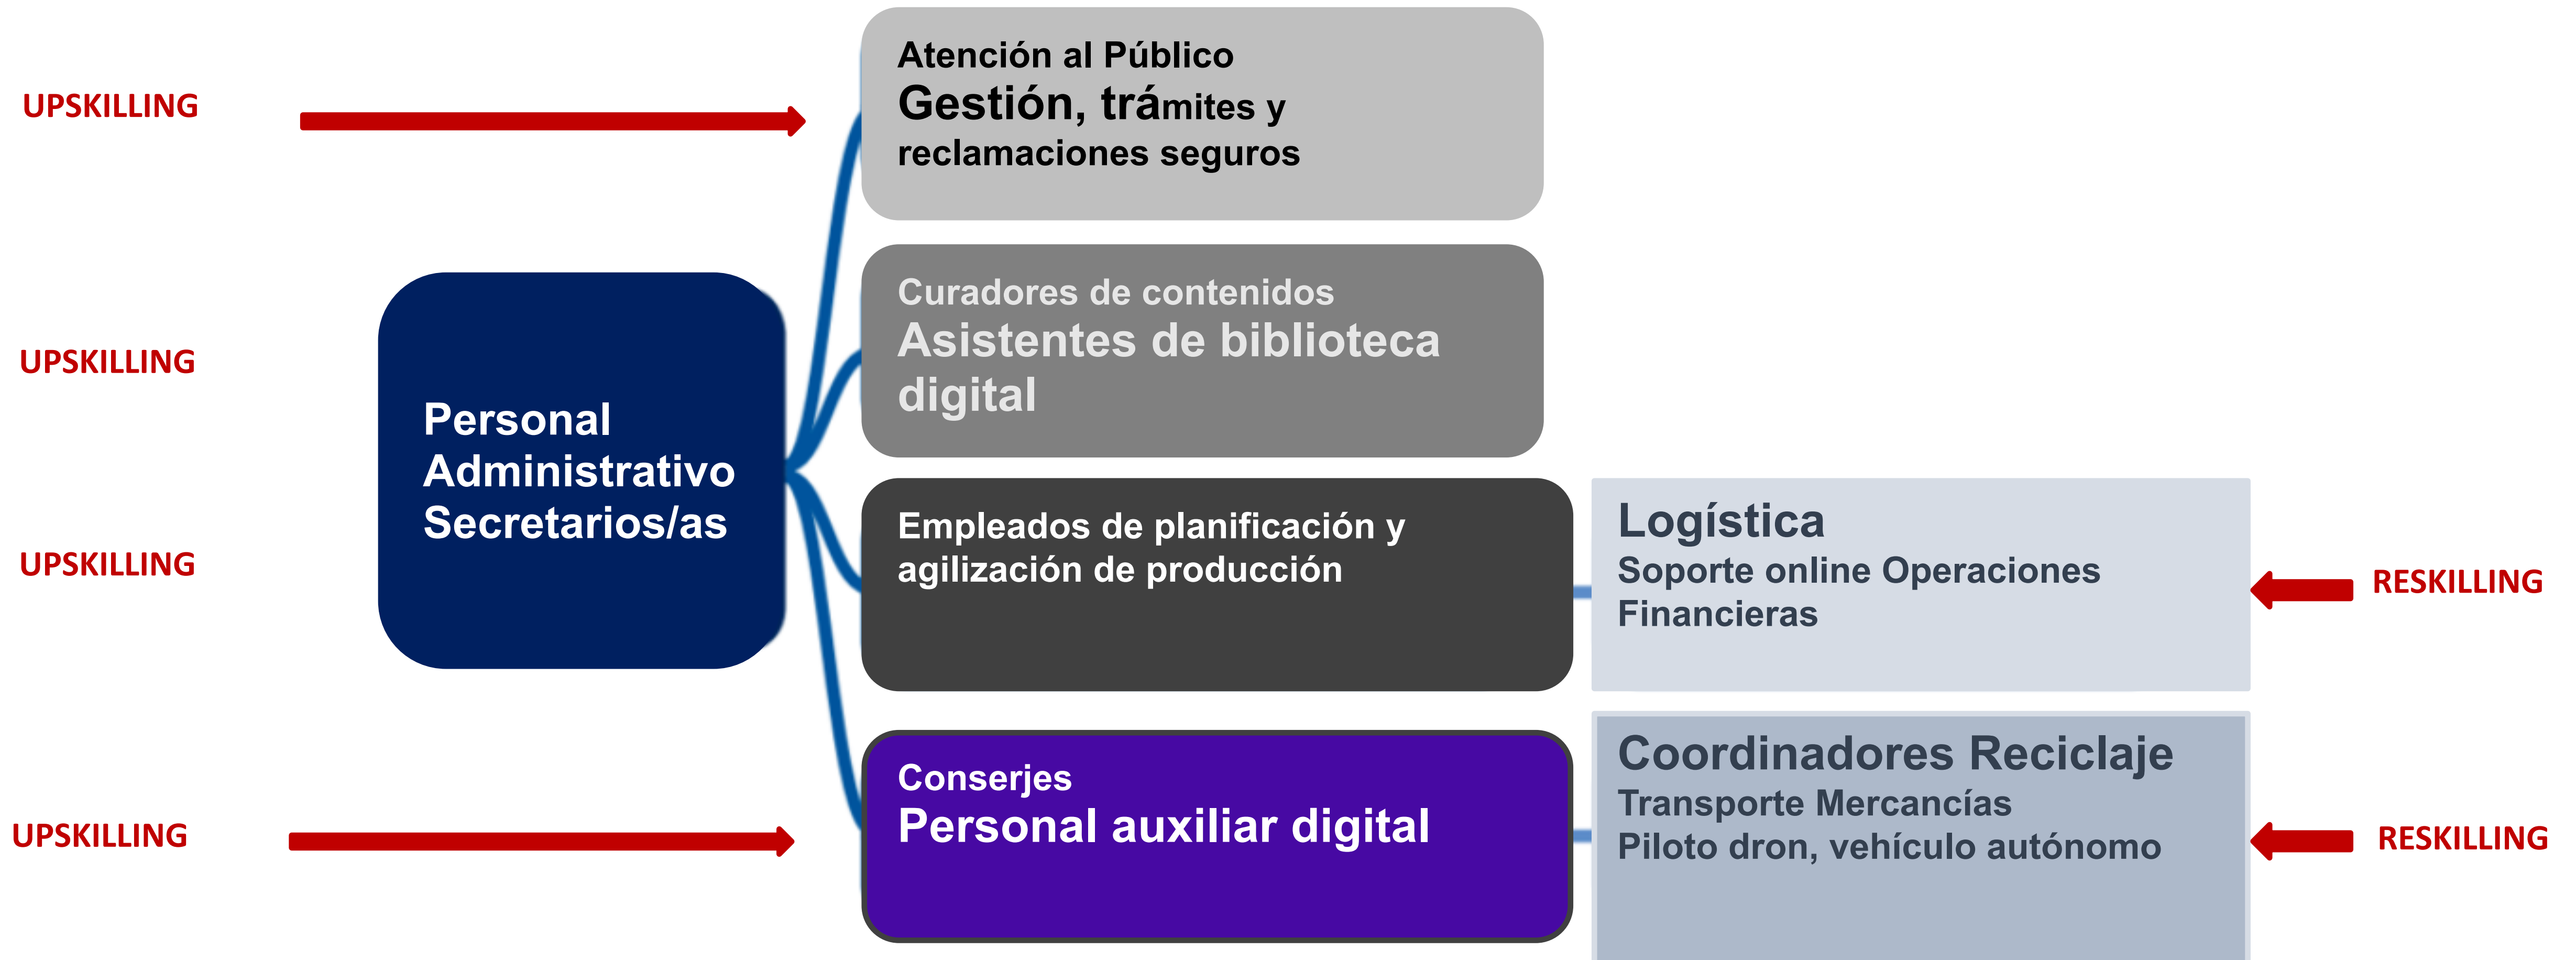 UPSKILLING
Atención al Público
Gestión, trámites y
reclamaciones seguros
UPSKILLING
Curadores de contenidos
Asistentes de biblioteca
digital
Personal
Administrativo
Secretarios/as
UPSKILLING
Empleados de planificación y
agilización de producción
Logística
Soporte online Operaciones
Financieras
RESKILLING
UPSKILLING
Conserjes
Personal auxiliar digital
Coordinadores Reciclaje
Transporte Mercancías
Piloto dron, vehículo autónomo
RESKILLING